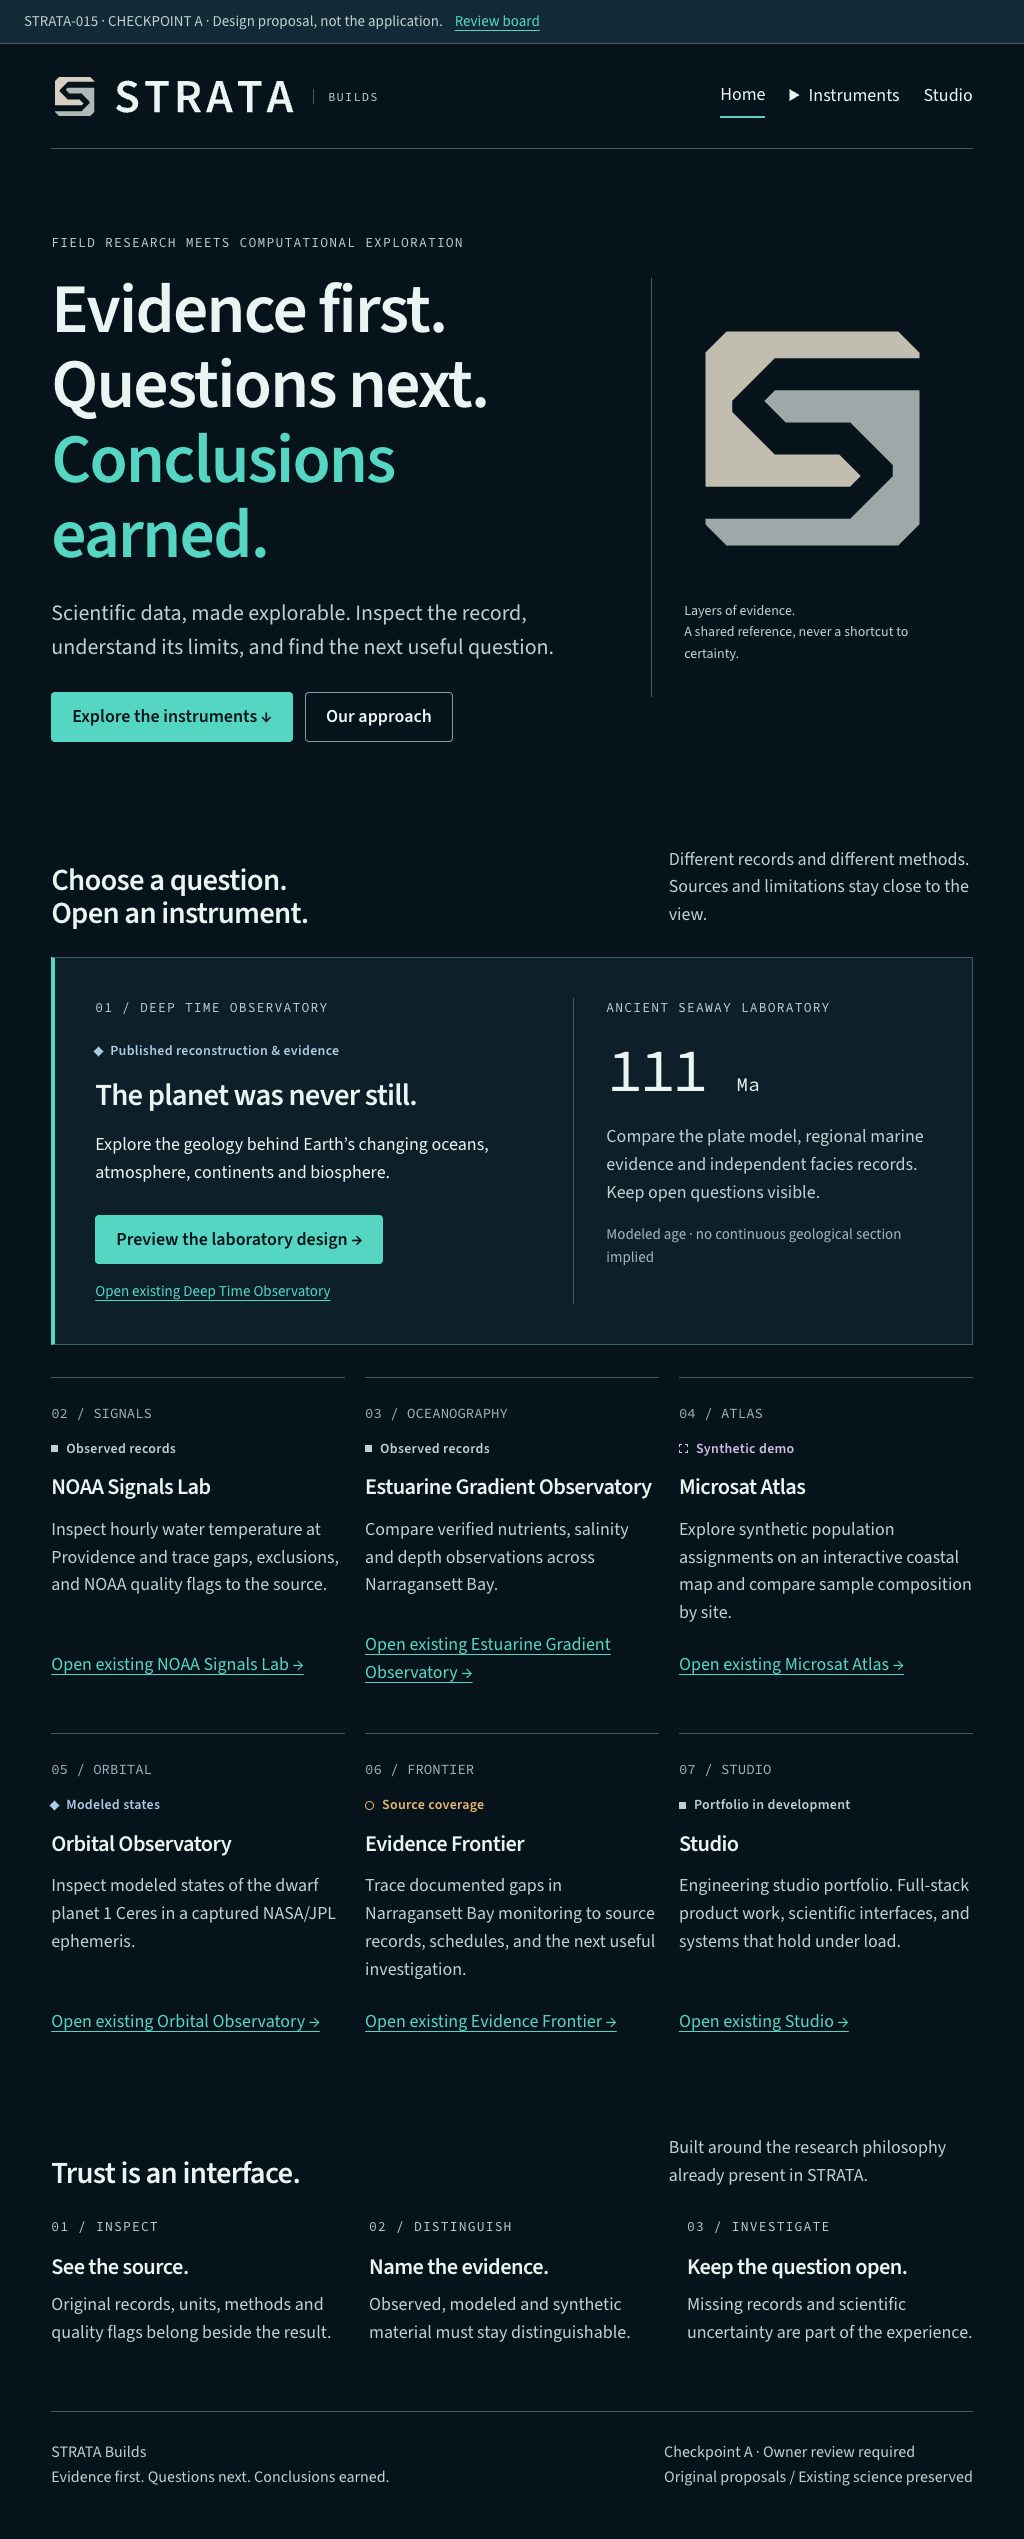 STRATA-015 · CHECKPOINT A · Design proposal, not the application. Review board
STRATA BUILDS
Home Instruments Studio
FIELD RESEARCH MEETS COMPUTATIONAL EXPLORATION
Evidence first.
Questions next.
Conclusions
earned.
Scientific data, made explorable. Inspect the record,
understand its limits, and find the next useful question.
Explore the instruments ↓
Our approach
Layers of evidence.
A shared reference, never a shortcut to
certainty.
Choose a question.
Open an instrument.
Different records and different methods.
Sources and limitations stay close to the
view.
01 / DEEP TIME OBSERVATORY
Published reconstruction & evidence
The planet was never still.
Explore the geology behind Earth’s changing oceans,
atmosphere, continents and biosphere.
Preview the laboratory design →
Open existing Deep Time Observatory
ANCIENT SEAWAY LABORATORY
111 Ma
Compare the plate model, regional marine
evidence and independent facies records.
Keep open questions visible.
Modeled age · no continuous geological section
implied
02 / SIGNALS
Observed records
NOAA Signals Lab
Inspect hourly water temperature at
Providence and trace gaps, exclusions,
and NOAA quality flags to the source.
Open existing NOAA Signals Lab →
03 / OCEANOGRAPHY
Observed records
Estuarine Gradient Observatory
Compare verified nutrients, salinity
and depth observations across
Narragansett Bay.
Open existing Estuarine Gradient
Observatory →
04 / ATLAS
Synthetic demo
Microsat Atlas
Explore synthetic population
assignments on an interactive coastal
map and compare sample composition
by site.
Open existing Microsat Atlas →
05 / ORBITAL
Modeled states
Orbital Observatory
Inspect modeled states of the dwarf
planet 1 Ceres in a captured NASA/JPL
ephemeris.
Open existing Orbital Observatory →
06 / FRONTIER
Source coverage
Evidence Frontier
Trace documented gaps in
Narragansett Bay monitoring to source
records, schedules, and the next useful
investigation.
Open existing Evidence Frontier →
07 / STUDIO
Portfolio in development
Studio
Engineering studio portfolio. Full-stack
product work, scientific interfaces, and
systems that hold under load.
Open existing Studio →
Trust is an interface.
Built around the research philosophy
already present in STRATA.
01 / INSPECT
See the source.
Original records, units, methods and
quality flags belong beside the result.
02 / DISTINGUISH
Name the evidence.
Observed, modeled and synthetic
material must stay distinguishable.
03 / INVESTIGATE
Keep the question open.
Missing records and scientific
uncertainty are part of the experience.
STRATA Builds
Evidence first. Questions next. Conclusions earned.
Checkpoint A · Owner review required
Original proposals / Existing science preserved